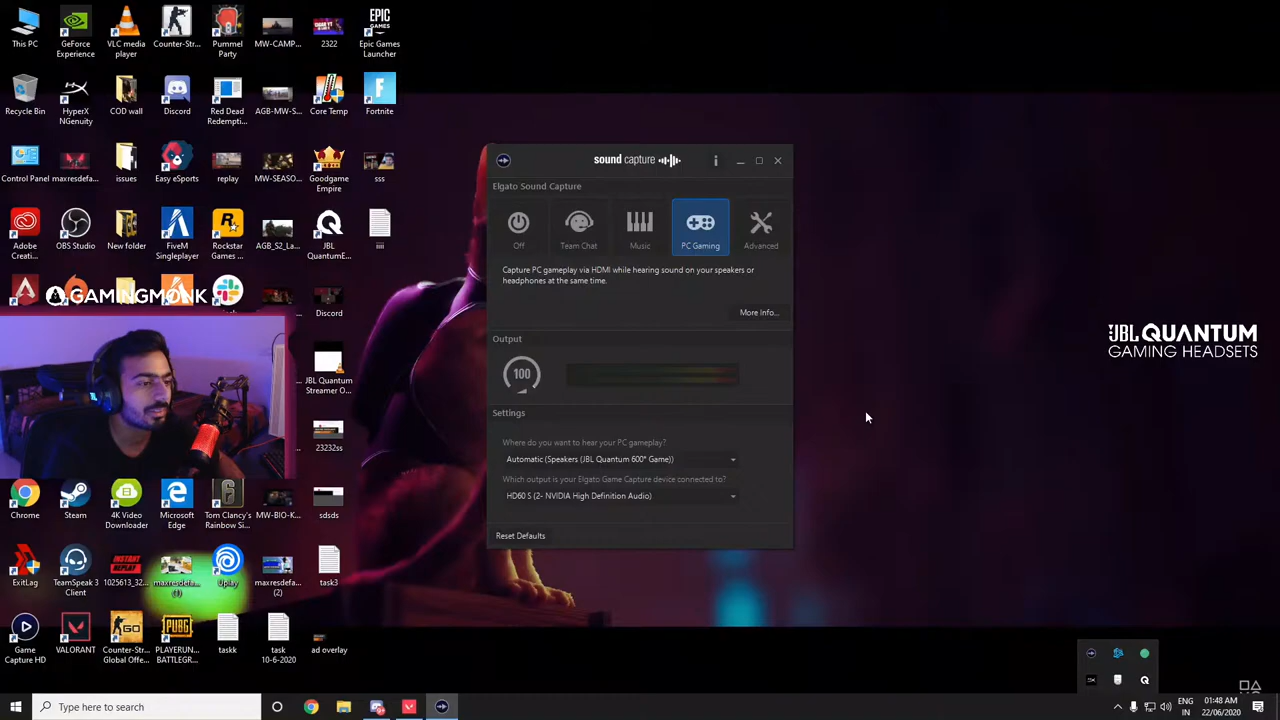 This PC
GeForce Experience
VLC media player
Counter-Str...
Pummel Party
MW-CAMP...
2322
EPIC GAMES
Epic Games Launcher
Recycle Bin
HyperX NGenuity
COD wall
Discord
Red Dead Redempti...
AGB-MW-S...
Core Temp
Fortnite
Control Panel
maxresdefa...
issues
Easy eSports
replay
MW-SEASO...
Goodgame Empire
sss
Adobe Creati...
OBS Studio
New folder
FiveM Singleplayer
Rockstar Games ...
AGB_S2_La...
JBL QuantumE...
iiii
GAMINGMONK
Discord
JBL Quantum Streamer O...
23232ss
Chrome
Steam
4K Video Downloader
Microsoft Edge
Tom Clancy's Rainbow Si...
MW-BIO-K...
sdsds
ExitLag
TeamSpeak 3 Client
INSTANT REPLAY
1025613_32...
maxresdefa... (1)
Uplay
maxresdefa... (2)
task3
Game Capture HD
VALORANT
GO
Counter-Str... Global Offe...
PUBG
PLAYERUN... BATTLEGR...
taskk
task 10-6-2020
ad overlay
sound capture
Elgato Sound Capture
Off
Team Chat
Music
PC Gaming
Advanced
Capture PC gameplay via HDMI while hearing sound on your speakers or
headphones at the same time.
More Info...
Output
100
Settings
Where do you want to hear your PC gameplay?
Automatic (Speakers (JBL Quantum 600* Game))
Which output is your Elgato Game Capture device connected to?
HD60 S (2- NVIDIA High Definition Audio)
Reset Defaults
JBL QUANTUM
GAMING HEADSETS
Type here to search
ENG
IN
01:48 AM
22/06/2020